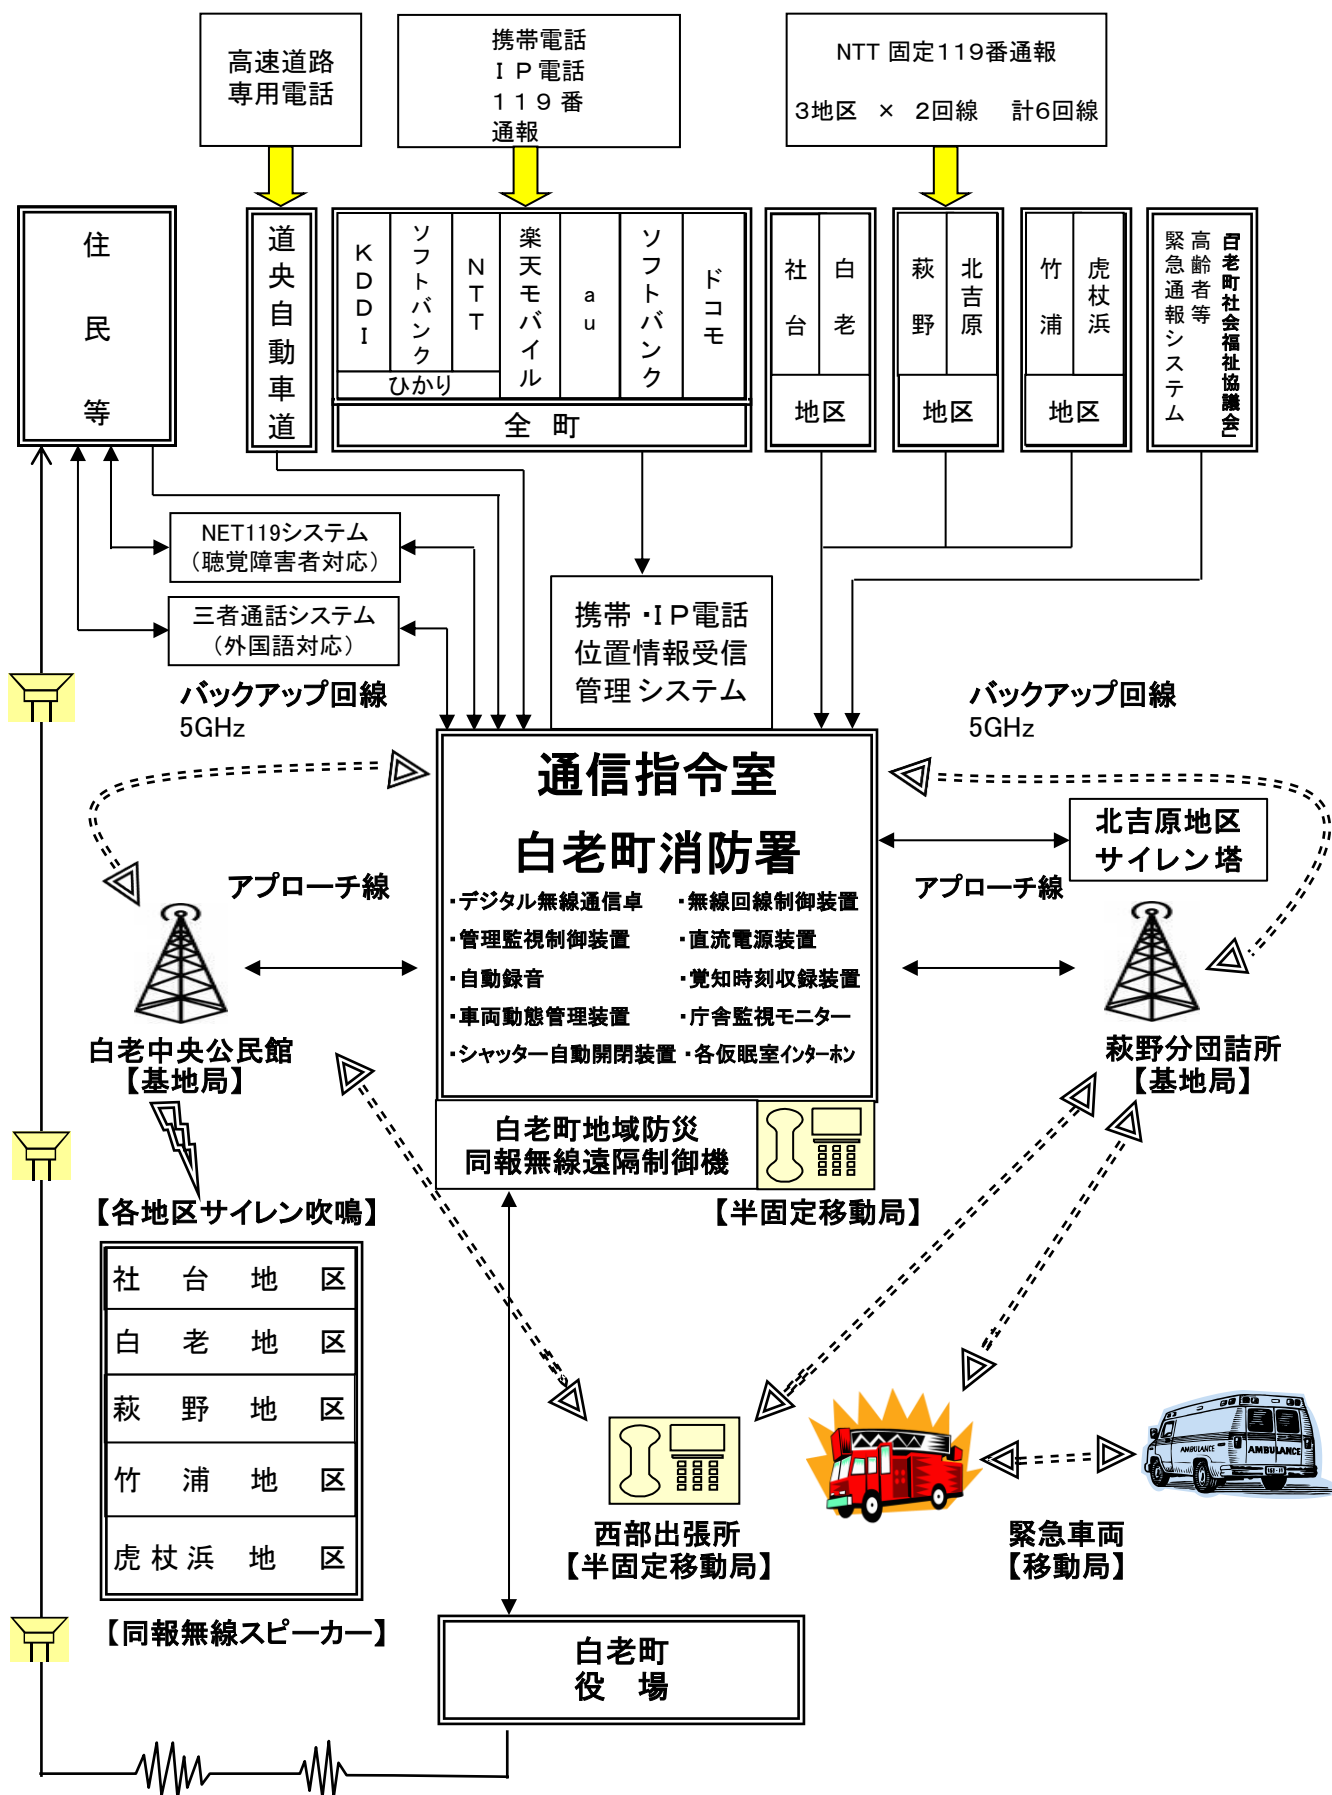 高速道路
専用電話
携帯電話
ＩＰ電話
１１９番
通報
NTT 固定119番通報
3地区 × 2回線 計6回線
住民等
道央自動車道
KDDI
ソフトバンク
NTT
ひかり
楽天モバイル
au
ソフトバンク
ドコモ
全町
社台
白老
地区
萩野
北吉原
地区
竹浦
虎杖浜
地区
「白老町社会福祉協議会」
高齢者等
緊急通報システム
NET119システム
（聴覚障害者対応）
三者通話システム
（外国語対応）
携帯・ＩＰ電話
位置情報受信
管理システム
バックアップ回線
5GHz
バックアップ回線
5GHz
通信指令室
白老町消防署
・デジタル無線通信卓 ・無線回線制御装置
・管理監視制御装置 ・直流電源装置
・自動録音 ・覚知時刻収録装置
・車両動態管理装置 ・庁舎監視モニター
・シャッター自動開閉装置 ・各仮眠室ｲﾝﾀｰﾎﾝ
北吉原地区
サイレン塔
アプローチ線
アプローチ線
白老中央公民館
【基地局】
萩野分団詰所
【基地局】
白老町地域防災
同報無線遠隔制御機
【半固定移動局】
【各地区サイレン吹鳴】
社台地区
白老地区
萩野地区
竹浦地区
虎杖浜地区
【同報無線スピーカー】
西部出張所
【半固定移動局】
AMBULANCE
AMBULANCE
緊急車両
【移動局】
白老町
役場